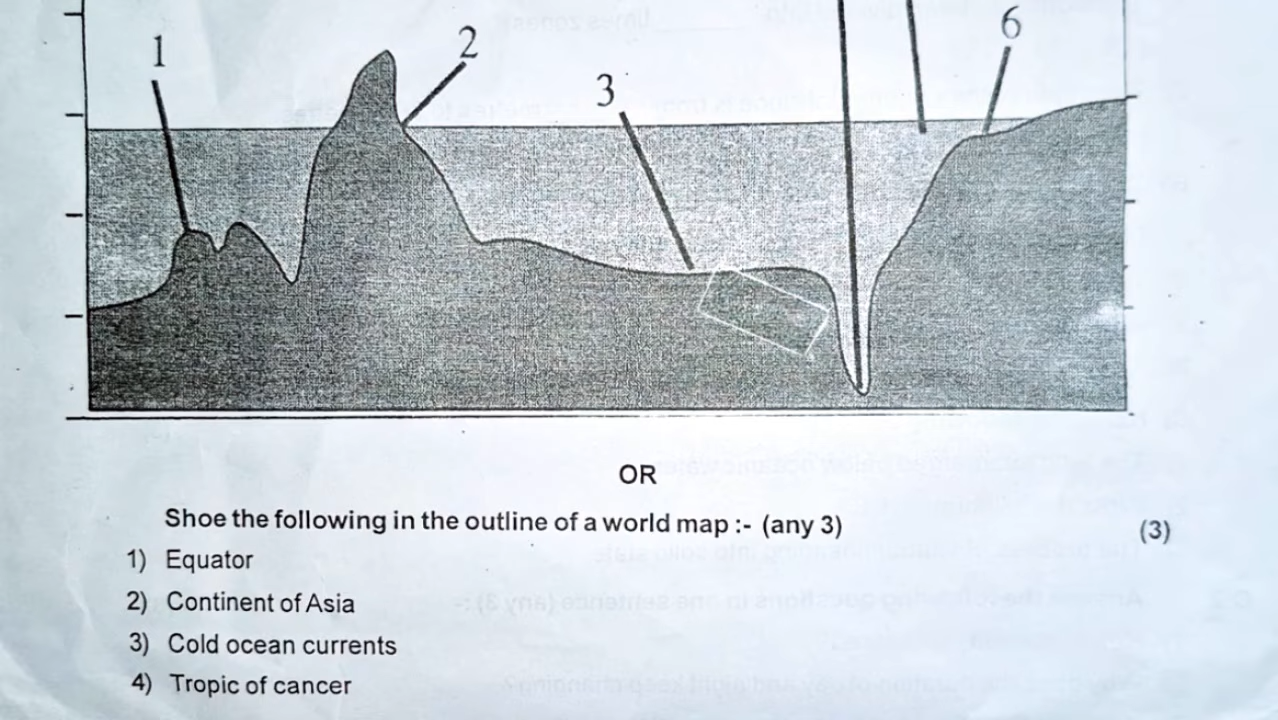 1
2
3
6
OR
Shoe the following in the outline of a world map :- (any 3) (3)
1) Equator
2) Continent of Asia
3) Cold ocean currents
4) Tropic of cancer